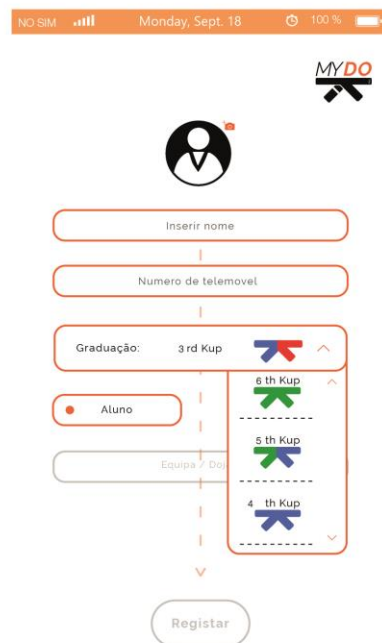 NO SIM Monday, Sept. 18 100 %
MYDO
Inserir nome
Numero de telemovel
Graduação: 3 rd Kup
6 th Kup
Aluno
5 th Kup
Equipa / Do
4 th Kup
Registar